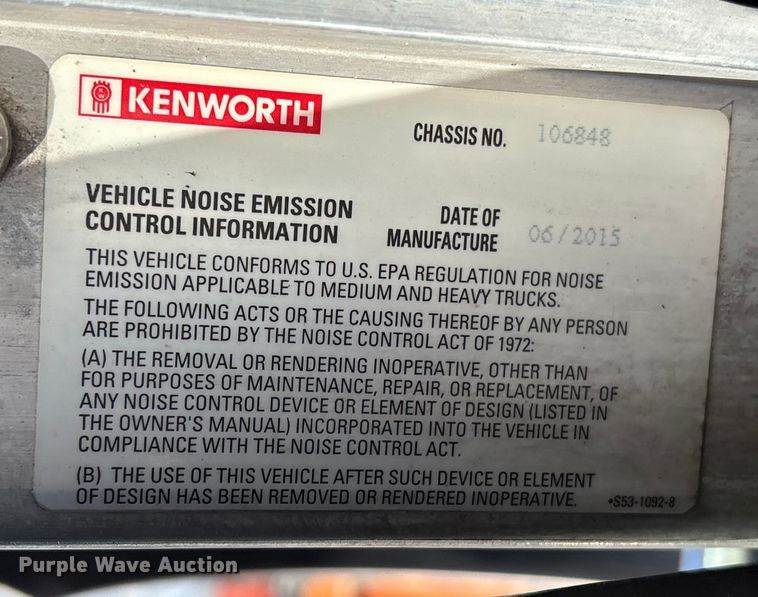 KENWORTH
CHASSIS NO. 106848
VEHICLE NOISE EMISSION
CONTROL INFORMATION
DATE OF
MANUFACTURE 06/2015
THIS VEHICLE CONFORMS TO U.S. EPA REGULATION FOR NOISE
EMISSION APPLICABLE TO MEDIUM AND HEAVY TRUCKS.
THE FOLLOWING ACTS OR THE CAUSING THEREOF BY ANY PERSON
ARE PROHIBITED BY THE NOISE CONTROL ACT OF 1972:
(A) THE REMOVAL OR RENDERING INOPERATIVE, OTHER THAN
FOR PURPOSES OF MAINTENANCE, REPAIR, OR REPLACEMENT, OF
ANY NOISE CONTROL DEVICE OR ELEMENT OF DESIGN (LISTED IN
THE OWNER'S MANUAL) INCORPORATED INTO THE VEHICLE IN
COMPLIANCE WITH THE NOISE CONTROL ACT.
(B) THE USE OF THIS VEHICLE AFTER SUCH DEVICE OR ELEMENT
OF DESIGN HAS BEEN REMOVED OR RENDERED INOPERATIVE.
*S53-1092-8
Purple Wave Auction